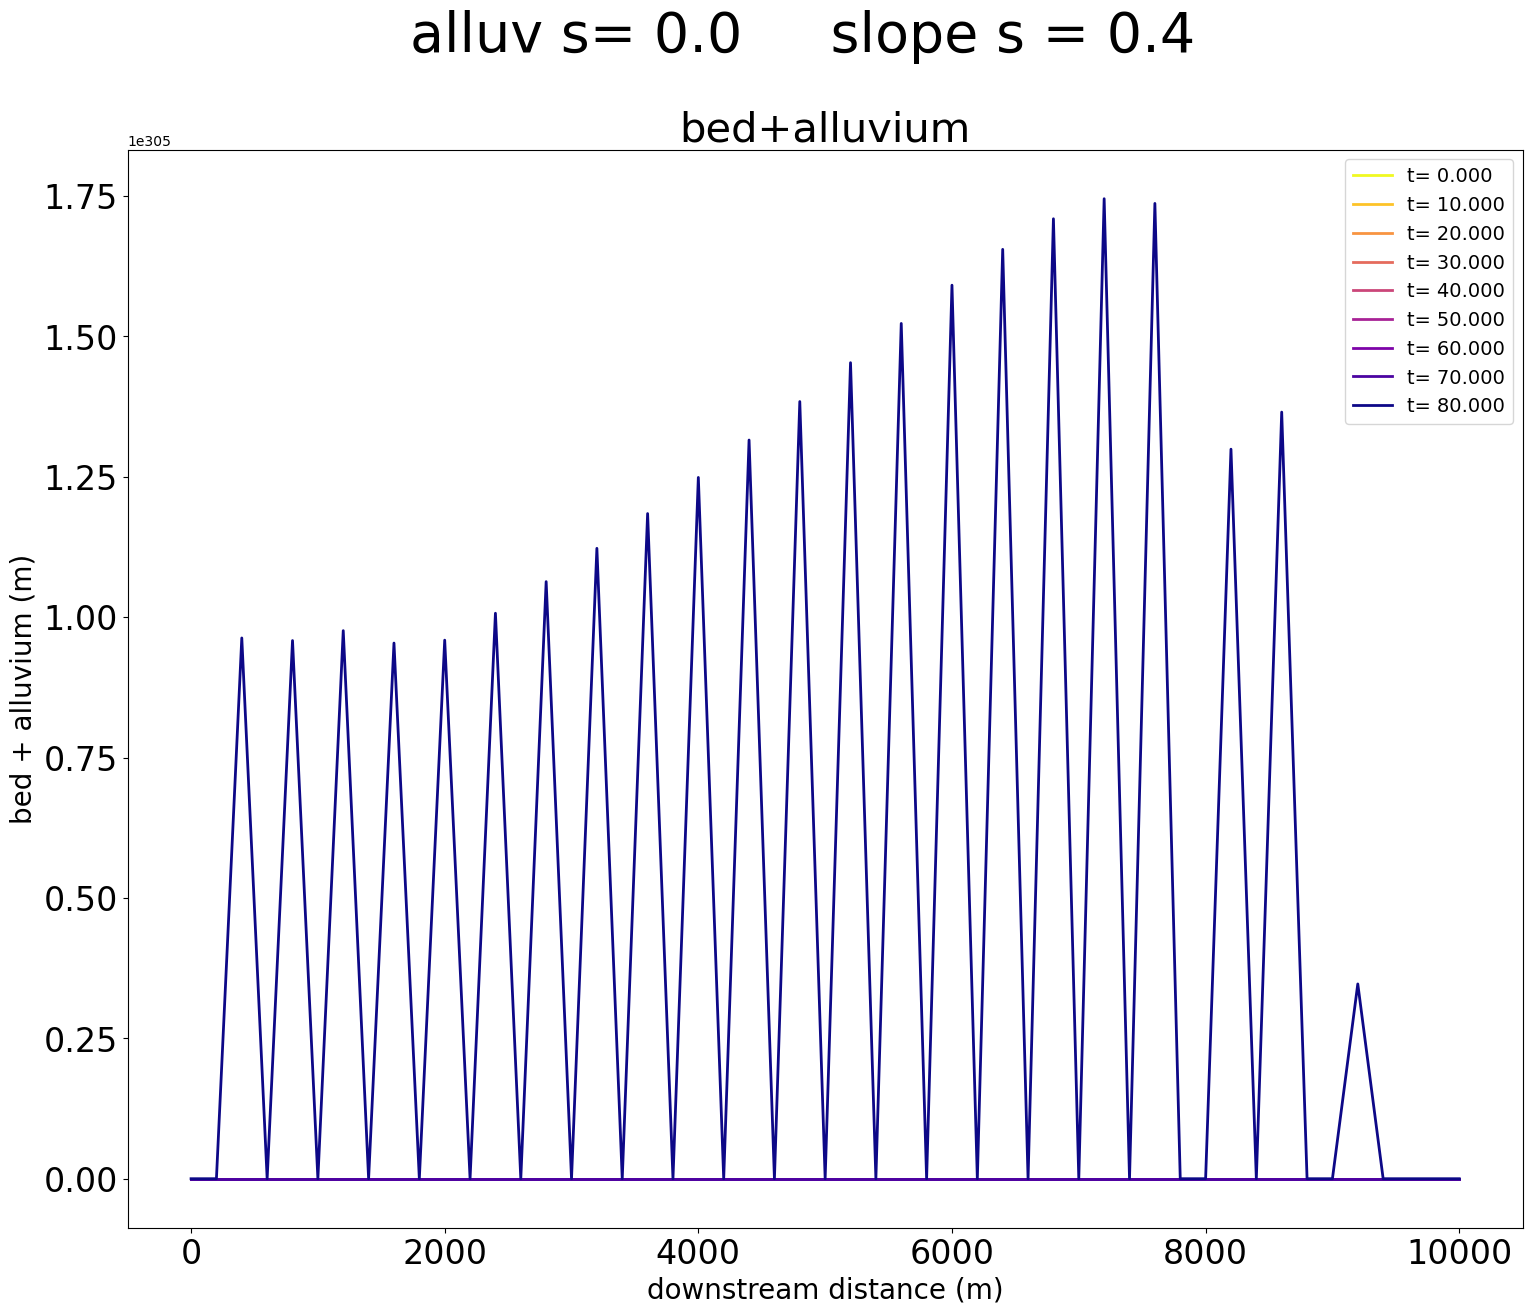 alluv s= 0.0 slope s = 0.4
bed+alluvium
1e305
t= 0.000
t= 10.000
t= 20.000
t= 30.000
t= 40.000
t= 50.000
t= 60.000
t= 70.000
t= 80.000
1.75
1.50
1.25
1.00
0.75
0.50
0.25
0.00
bed + alluvium (m)
0 2000 4000 6000 8000 10000
downstream distance (m)